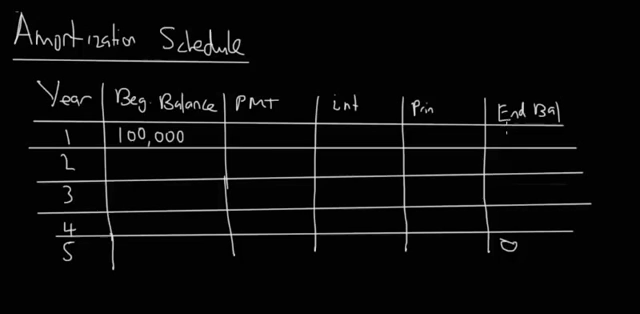 Amortization Schedule
Year Beg. Balance PMT int Prin End Bal
1 100,000
2
3
4
5 0